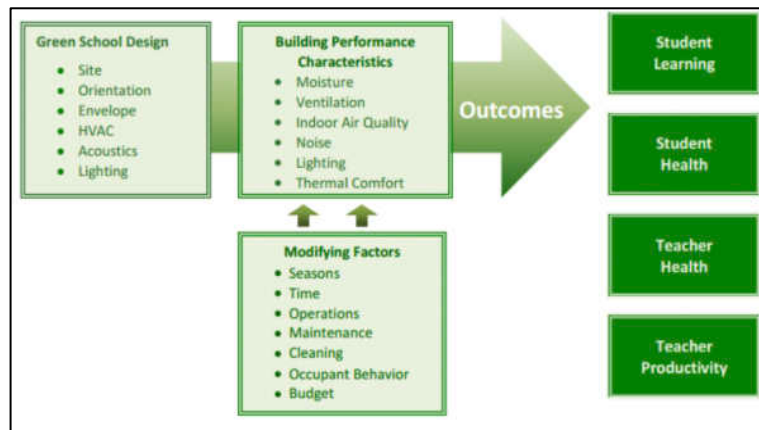 Green School Design
• Site
• Orientation
• Envelope
• HVAC
• Acoustics
• Lighting
Building Performance
Characteristics
• Moisture
• Ventilation
• Indoor Air Quality
• Noise
• Lighting
• Thermal Comfort
Modifying Factors
• Seasons
• Time
• Operations
• Maintenance
• Cleaning
• Occupant Behavior
• Budget
Outcomes
Student
Learning
Student
Health
Teacher
Health
Teacher
Productivity